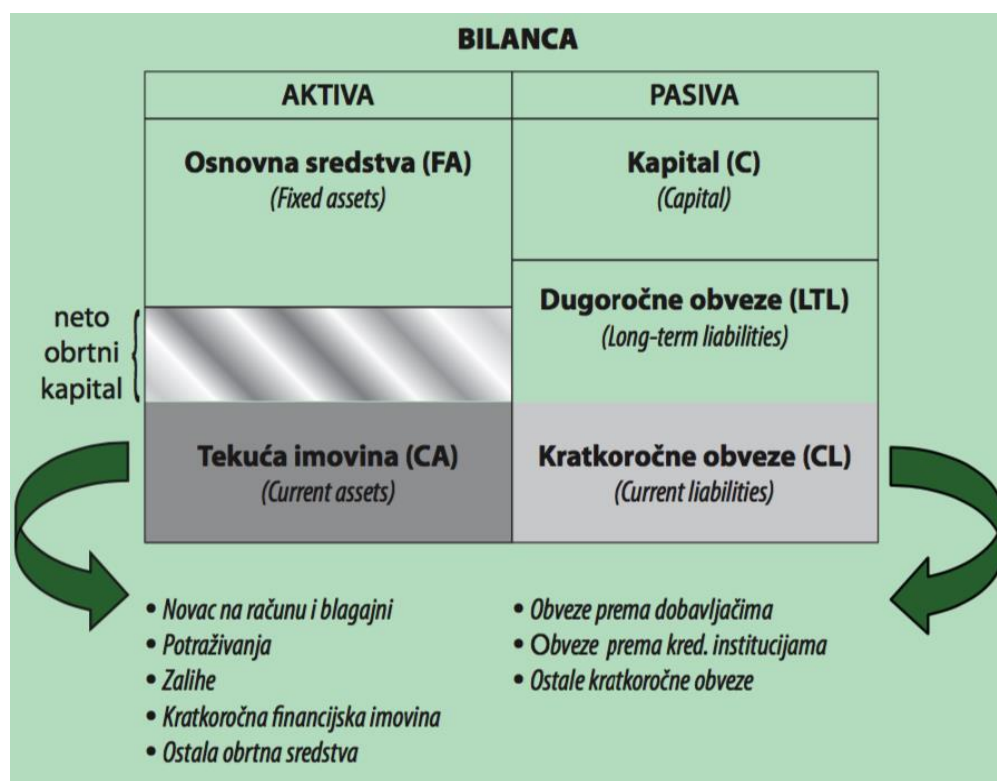 BILANCA
AKTIVA
PASIVA
Osnovna sredstva (FA)
(Fixed assets)
Kapital (C)
(Capital)
Dugoročne obveze (LTL)
(Long-term liabilities)
neto
obrtni
kapital
Tekuća imovina (CA)
(Current assets)
Kratkoročne obveze (CL)
(Current liabilities)
• Novac na računu i blagajni
• Potraživanja
• Zalihe
• Kratkoročna financijska imovina
• Ostala obrtna sredstva
• Obveze prema dobavljačima
• Obveze prema kred. institucijama
• Ostale kratkoročne obveze